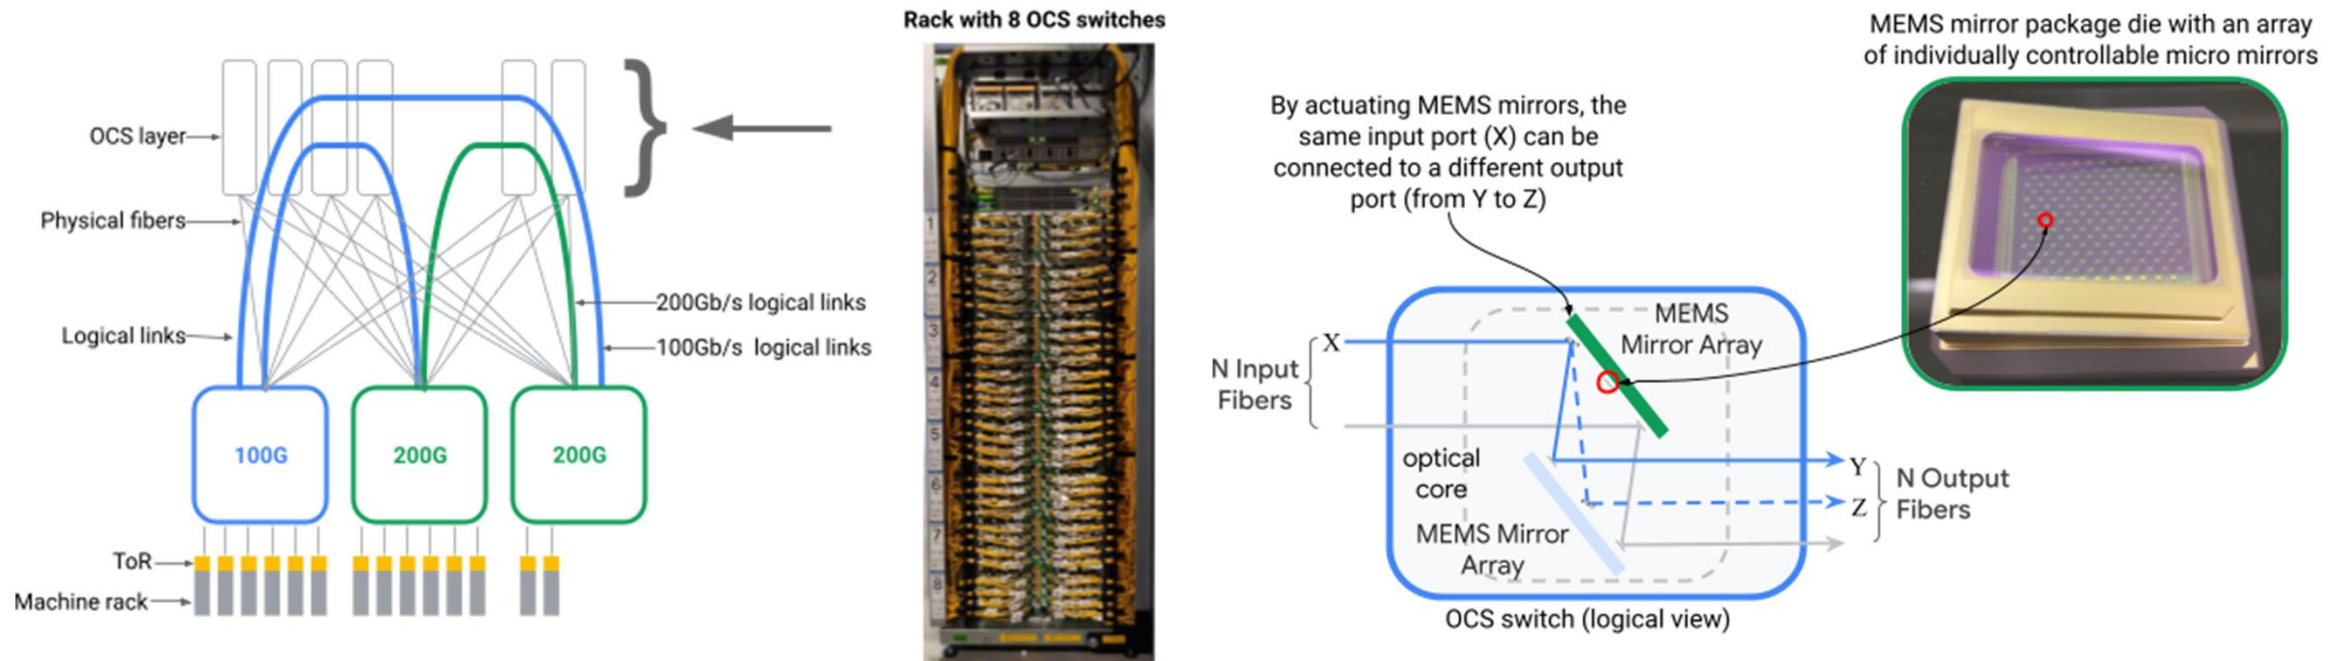 Rack with 8 OCS switches
MEMS mirror package die with an array
of individually controllable micro mirrors
By actuating MEMS mirrors, the
same input port (X) can be
connected to a different output
port (from Y to Z)
OCS layer
Physical fibers
Logical links
200Gb/s logical links
100Gb/s logical links
100G
200G
200G
ToR
Machine rack
1
2
3
4
5
6
7
8
N Input
Fibers
X
MEMS
Mirror Array
optical
core
MEMS Mirror
Array
Y
Z
N Output
Fibers
OCS switch (logical view)